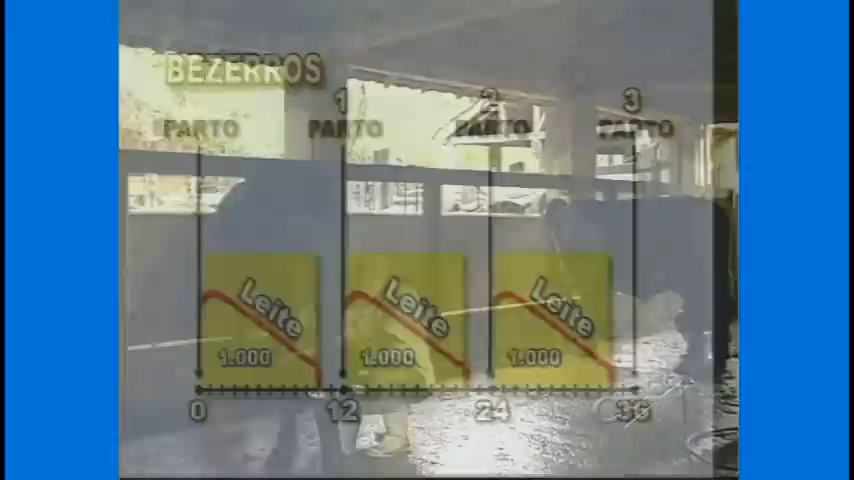 BEZERROS
1 2 3
PARTO PARTO PARTO PARTO
Leite Leite Leite
1.000 1.000 1.000
0 12 24 36